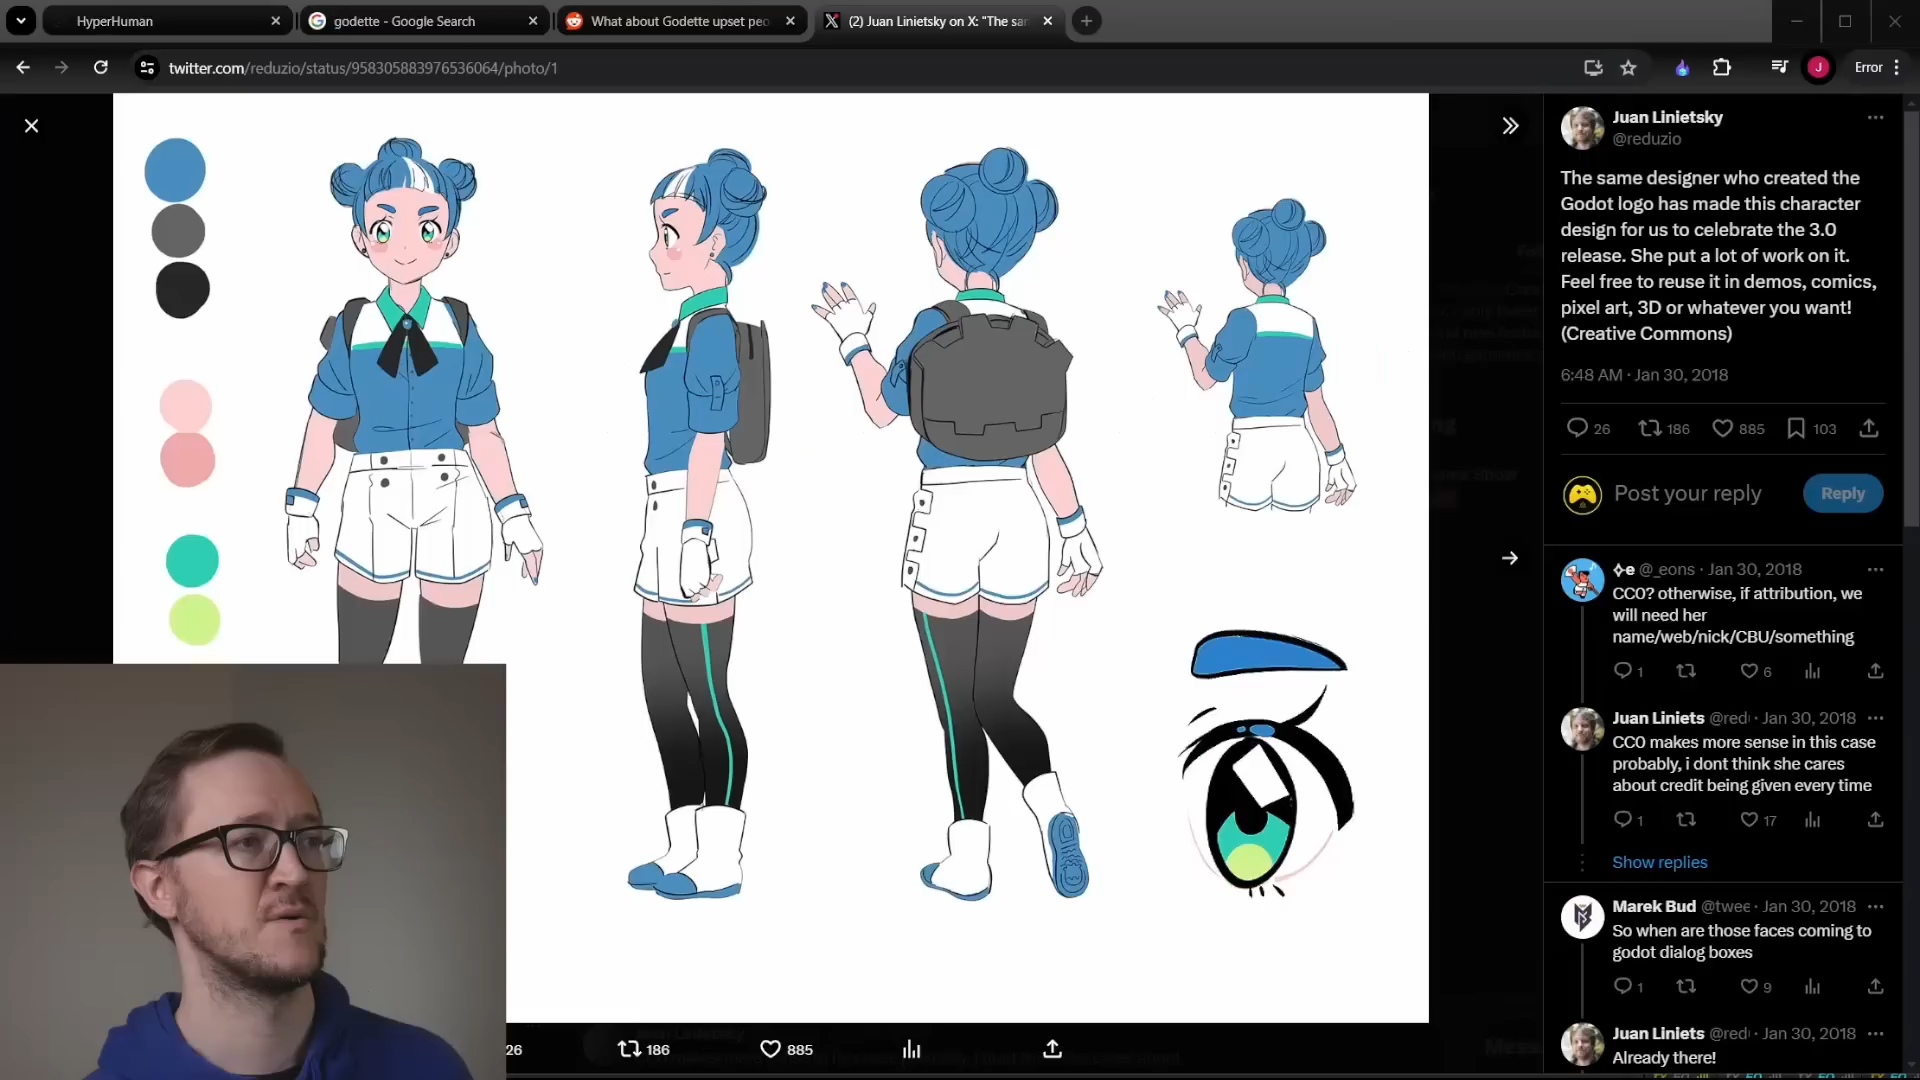 HyperHuman
godette - Google Search
What about Godette upset peo
(2) Juan Linietsky on X: "The sam
twitter.com/reduzio/status/958305883976536064/photo/1
J
Error
Juan Linietsky
@reduzio
The same designer who created the
Godot logo has made this character
design for us to celebrate the 3.0
release. She put a lot of work on it.
Feel free to reuse it in demos, comics,
pixel art, 3D or whatever you want!
(Creative Commons)
6:48 AM · Jan 30, 2018
26 186 885 103
Post your reply
Reply
e @_eons · Jan 30, 2018
CC0? otherwise, if attribution, we
will need her
name/web/nick/CBU/something
1 6
Juan Liniets @red · Jan 30, 2018
CC0 makes more sense in this case
probably, i dont think she cares
about credit being given every time
1 17
Show replies
Marek Bud @twee · Jan 30, 2018
So when are those faces coming to
godot dialog boxes
1 9
Juan Liniets @red · Jan 30, 2018
Already there!
26 186 885